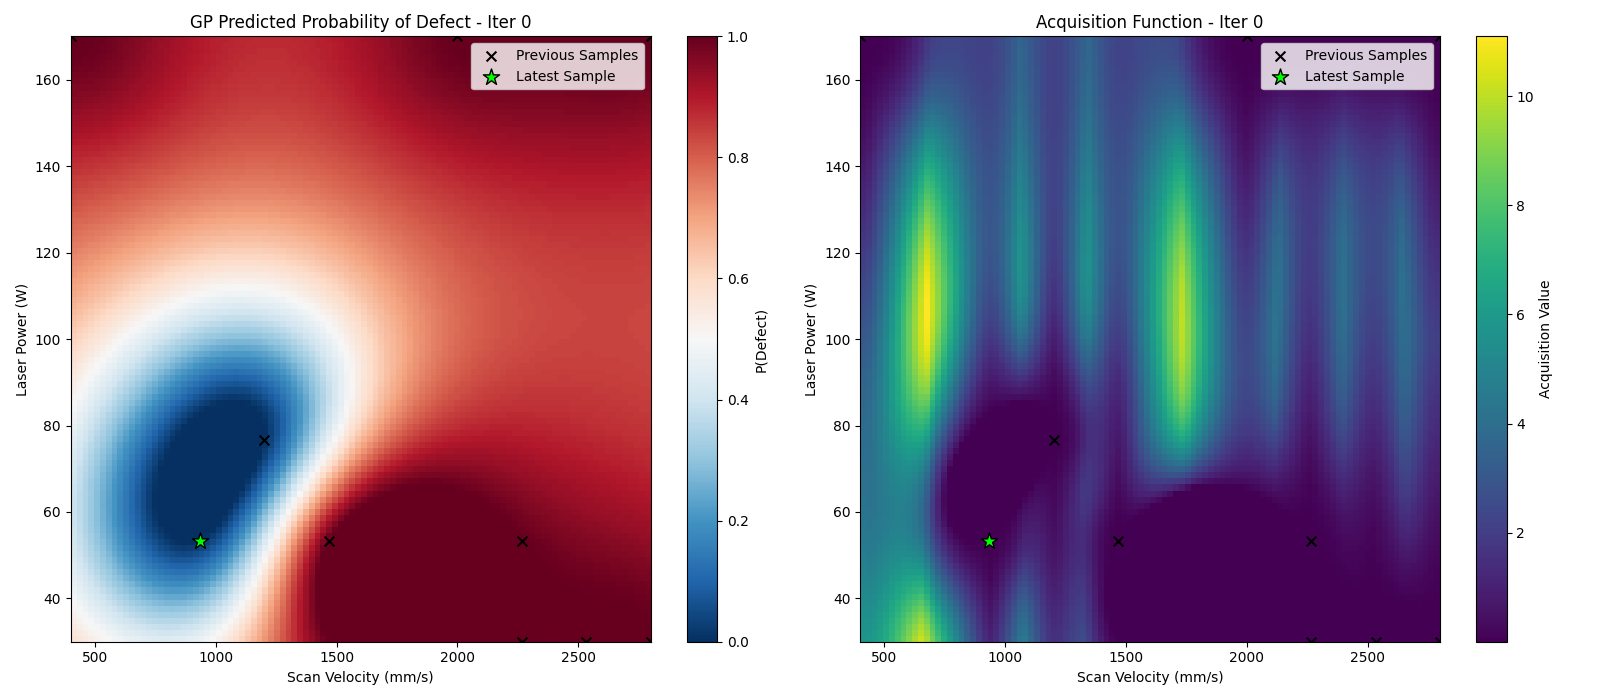 GP Predicted Probability of Defect - Iter 0
Previous Samples
Latest Sample
160
140
120
100
80
60
40
Laser Power (W)
500
1000
1500
2000
2500
Scan Velocity (mm/s)
1.0
0.8
0.6
0.4
0.2
0.0
P(Defect)
Acquisition Function - Iter 0
Previous Samples
Latest Sample
160
140
120
100
80
60
40
Laser Power (W)
500
1000
1500
2000
2500
Scan Velocity (mm/s)
10
8
6
4
2
Acquisition Value